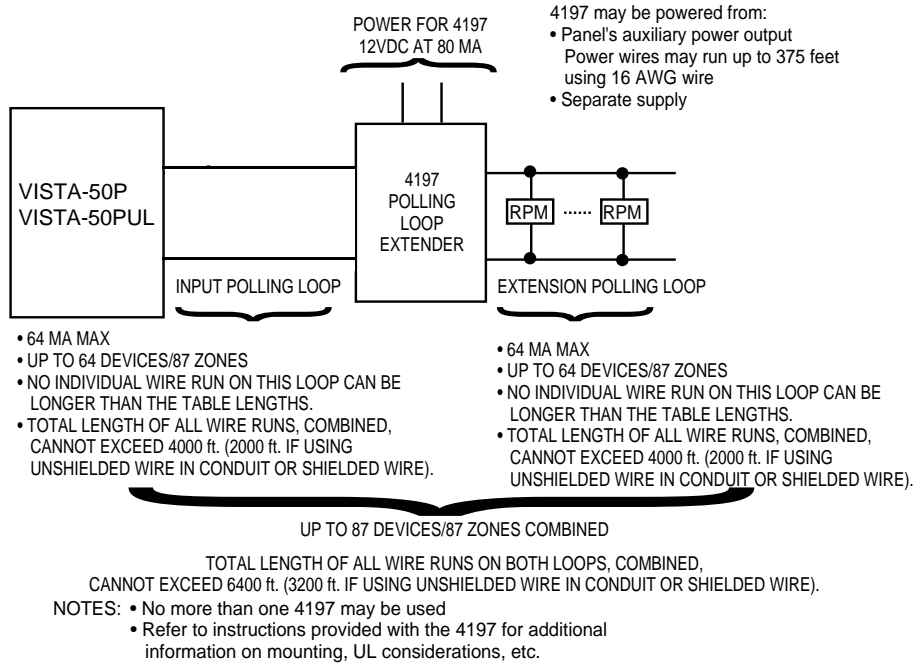 POWER FOR 4197
12VDC AT 80 MA
4197 may be powered from:
• Panel's auxiliary power output
Power wires may run up to 375 feet
using 16 AWG wire
• Separate supply
VISTA-50P
VISTA-50PUL
4197
POLLING
LOOP
EXTENDER
RPM
......
RPM
INPUT POLLING LOOP
EXTENSION POLLING LOOP
• 64 MA MAX
• UP TO 64 DEVICES/87 ZONES
• NO INDIVIDUAL WIRE RUN ON THIS LOOP CAN BE
LONGER THAN THE TABLE LENGTHS.
• TOTAL LENGTH OF ALL WIRE RUNS, COMBINED,
CANNOT EXCEED 4000 ft. (2000 ft. IF USING
UNSHIELDED WIRE IN CONDUIT OR SHIELDED WIRE).
• 64 MA MAX
• UP TO 64 DEVICES/87 ZONES
• NO INDIVIDUAL WIRE RUN ON THIS LOOP CAN BE
LONGER THAN THE TABLE LENGTHS.
• TOTAL LENGTH OF ALL WIRE RUNS, COMBINED,
CANNOT EXCEED 4000 ft. (2000 ft. IF USING
UNSHIELDED WIRE IN CONDUIT OR SHIELDED WIRE).
UP TO 87 DEVICES/87 ZONES COMBINED
TOTAL LENGTH OF ALL WIRE RUNS ON BOTH LOOPS, COMBINED,
CANNOT EXCEED 6400 ft. (3200 ft. IF USING UNSHIELDED WIRE IN CONDUIT OR SHIELDED WIRE).
NOTES: • No more than one 4197 may be used
• Refer to instructions provided with the 4197 for additional
information on mounting, UL considerations, etc.